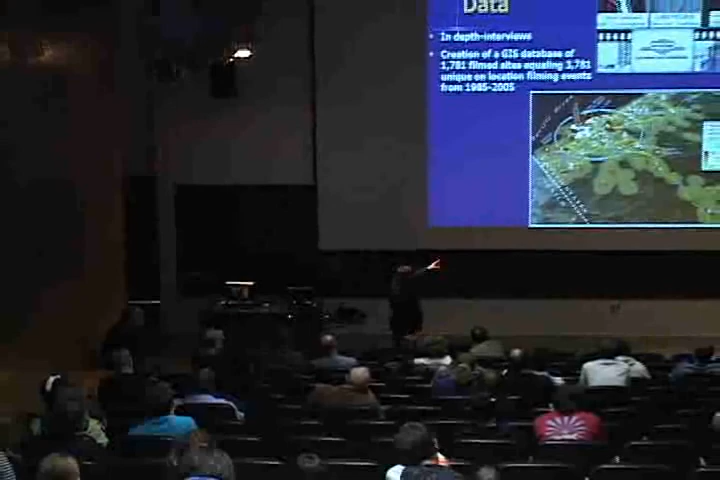 Data
• In depth-interviews
• Creation of a GIS database of
1,781 filmed sites equaling 3,781
unique on location filming events
from 1985-2005